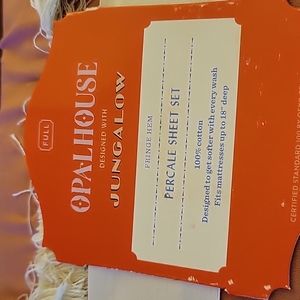 FULL
OPALHOUSE
DESIGNED WITH
JUNGALOW
FRINGE HEM
PERCALE SHEET SET
100% cotton
Designed to get softer with every wash
Fits mattresses up to 18" deep
CERTIFIED STANDARD